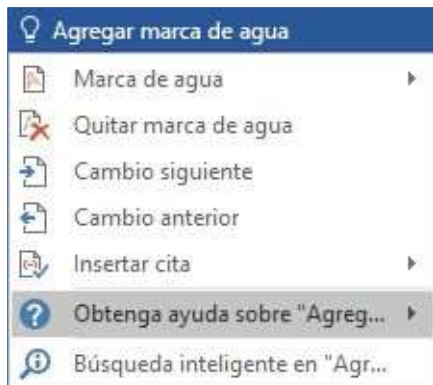 Agregar marca de agua
Marca de agua
Quitar marca de agua
Cambio siguiente
Cambio anterior
Insertar cita
Obtenga ayuda sobre "Agreg...
Búsqueda inteligente en "Agr...